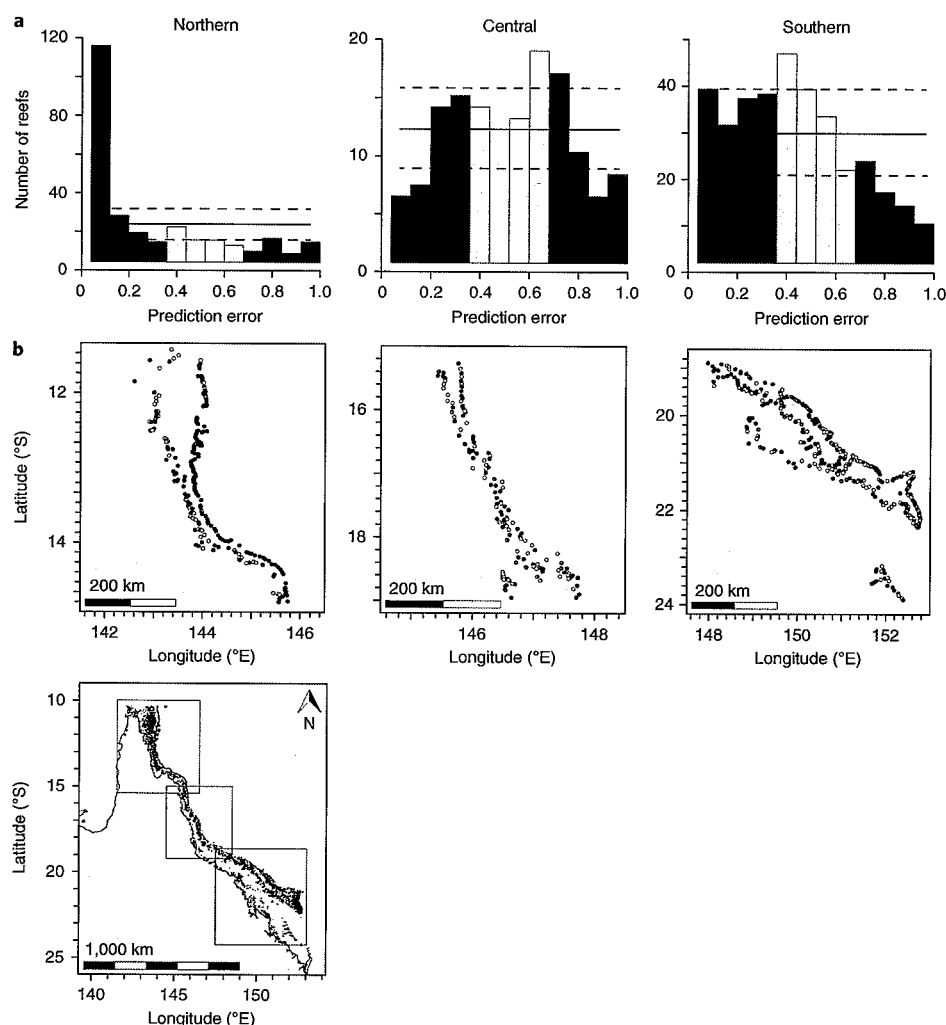 a
Northern
Central
Southern
Number of reefs
120
80
40
0
0 0.2 0.4 0.6 0.8 1.0
Prediction error
20
15
10
5
0
0 0.2 0.4 0.6 0.8 1.0
Prediction error
40
20
0
0 0.2 0.4 0.6 0.8 1.0
Prediction error
b
Latitude (°S)
12
14
200 km
142 144 146
Longitude (°E)
16
18
200 km
146 148
Longitude (°E)
20
22
24
200 km
148 150 152
Longitude (°E)
Latitude (°S)
10
15
20
25
N
1,000 km
140 145 150
Longitude (°E)